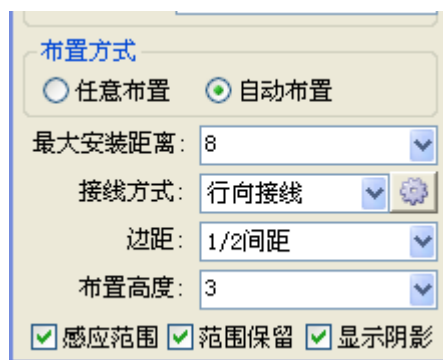 布置方式
任意布置 自动布置
最大安装距离: 8
接线方式: 行向接线
边距: 1/2间距
布置高度: 3
感应范围 范围保留 显示阴影